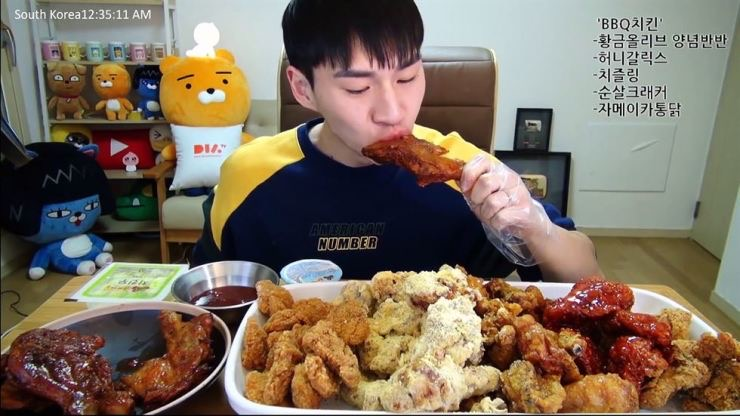 South Korea12:35:11 AM
'BBQ치킨'
-황금올리브 양념반반
-허니갈릭스
-치즐링
-순살크래커
-자메이카통닭
DIA
AMERICAN
NUMBER